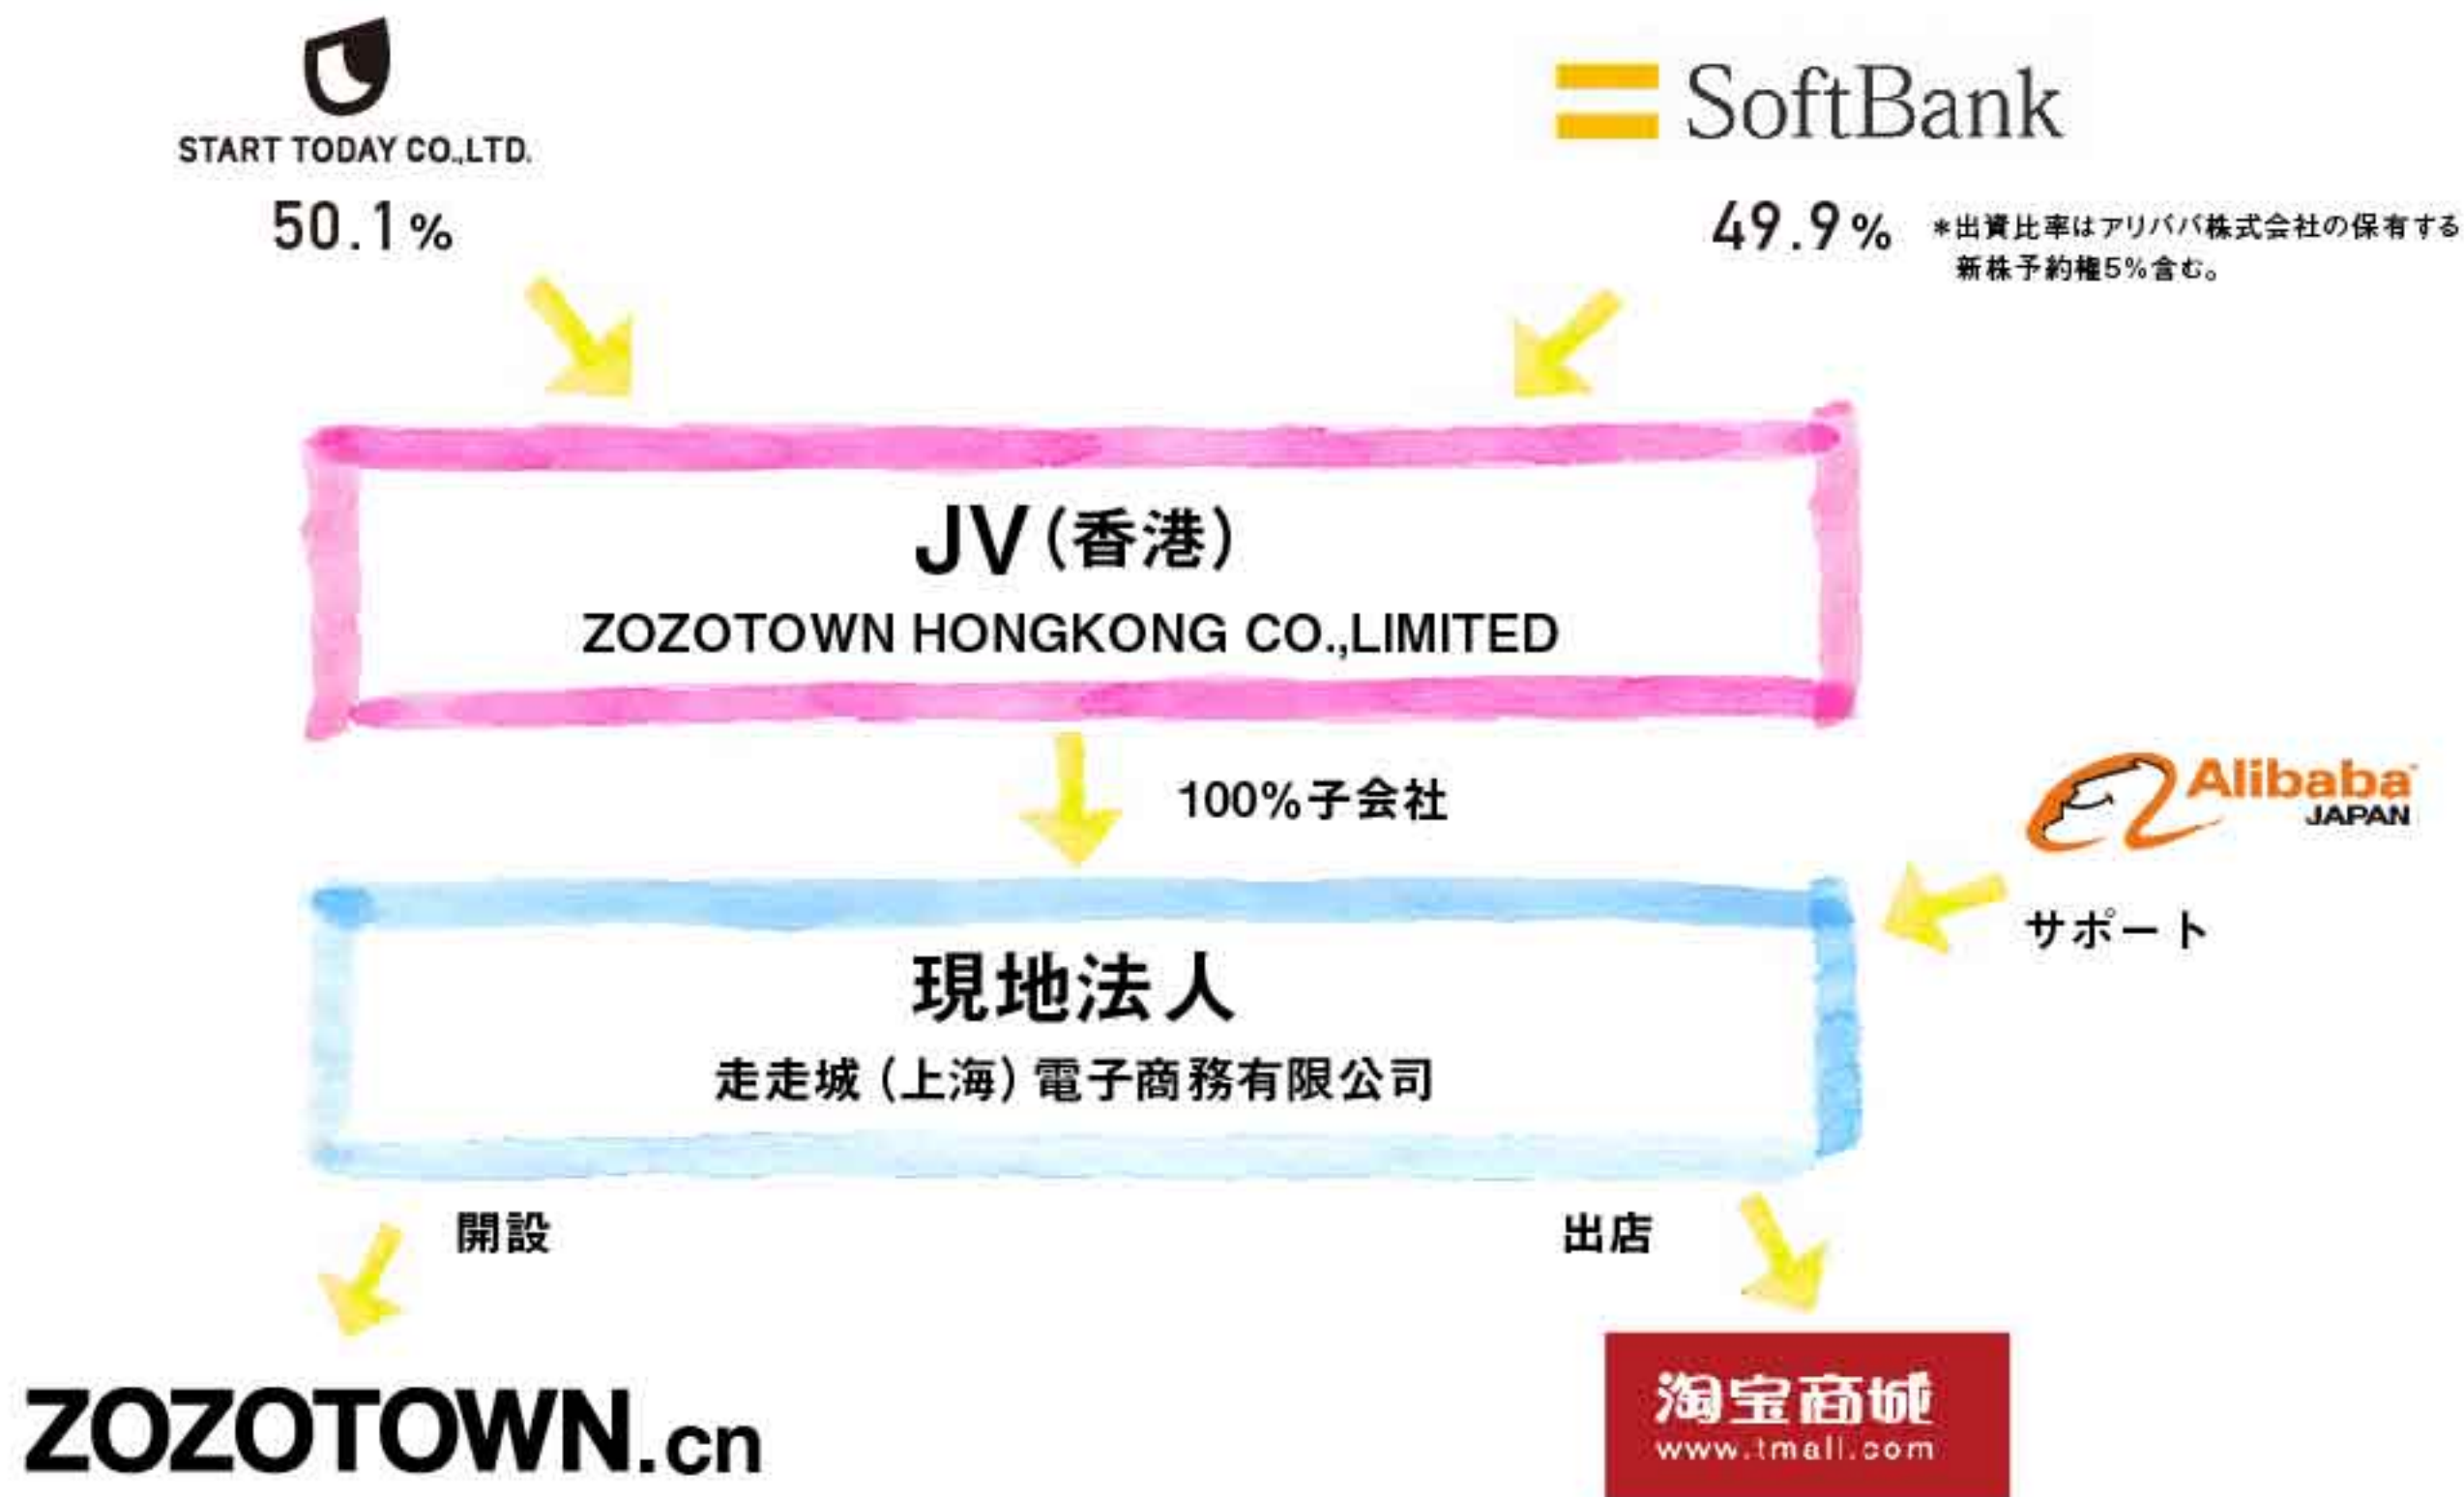 START TODAY CO.,LTD.
50.1%
SoftBank
49.9%
*出資比率はアリババ株式会社の保有する
新株予約権5%含む。
JV(香港)
ZOZOTOWN HONGKONG CO.,LIMITED
100%子会社
Alibaba
JAPAN
サポート
現地法人
走走城(上海)電子商務有限公司
開設
出店
ZOZOTOWN.cn
淘宝商城
www.tmall.com